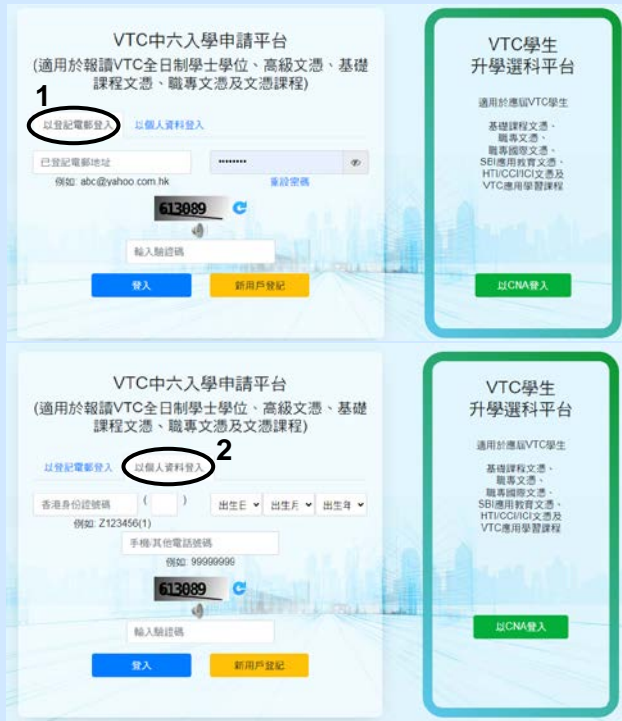 VTC中六入學申請平台
(適用於報讀VTC全日制學士學位、高級文憑、基礎
課程文憑、職專文憑及文憑課程)
1
以登記電郵登入
以個人資料登入
已登記電郵地址
例如: abc@yahoo.com.hk
重設密碼
613089
輸入驗證碼
登入
新用戶登記
VTC學生
升學選科平台
適用於應屆VTC學生
基礎課程文憑、
職專文憑、
職專國際文憑、
SBI應用教育文憑、
HTI/CCI/ICI文憑及
VTC應用學習課程
以CNA登入
VTC中六入學申請平台
(適用於報讀VTC全日制學士學位、高級文憑、基礎
課程文憑、職專文憑及文憑課程)
以登記電郵登入
以個人資料登入
2
香港身份證號碼
( )
出生日
出生月
出生年
例如: Z123456(1)
手機/其他電話號碼
例如: 99999999
613089
輸入驗證碼
登入
新用戶登記
VTC學生
升學選科平台
適用於應屆VTC學生
基礎課程文憑、
職專文憑、
職專國際文憑、
SBI應用教育文憑、
HTI/CCI/ICI文憑及
VTC應用學習課程
以CNA登入